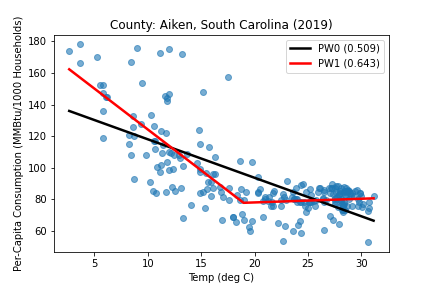 County: Aiken, South Carolina (2019)
PW0 (0.509)
PW1 (0.643)
Per-Capita Consumption (MMBtu/1000 Households)
180
160
140
120
100
80
60
5 10 15 20 25 30
Temp (deg C)